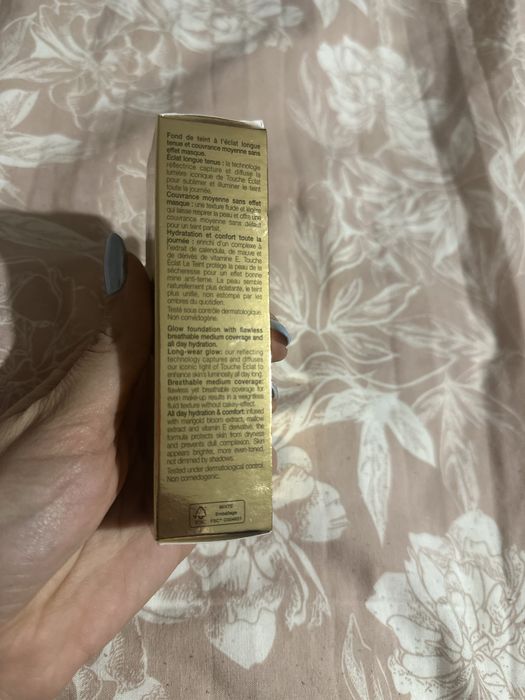 Fond de teint à l'éclat longue
tenue et couvrance moyenne sans
effet masque.
Éclat longue tenue : la technologie
réflectrice capture et diffuse la
lumière iconique de Touche Éclat
pour sublimer et illuminer le teint
toute la journée.
Couvrance moyenne sans effet
masque : une texture fluide et légère
qui laisse respirer la peau et offre une
couvrance moyenne sans défaut
pour un teint parfait.
Hydratation et confort toute la
journée : enrichi d'un complexe à
l'extrait de calendula, de mauve et
de dérivés de vitamine E, Touche
Éclat Le Teint protège la peau de la
sécheresse pour un effet bonne
mine anti-terne. La peau semble
naturellement plus éclatante, le teint
plus unifié, non estompé par les
ombres du quotidien.
Testé sous contrôle dermatologique.
Non comédogène.
Glow foundation with flawless
breathable medium coverage and
all day hydration.
Long-wear glow: our reflecting
technology captures and diffuses
our iconic light of Touche Éclat to
enhance skin's luminosity all day long.
Breathable medium coverage:
flawless yet breathable coverage for
even make-up results in a weightless
fluid texture without cakey-effect.
All day hydration & comfort: infused
with marigold bloom extract, mallow
extract and vitamin E derivative, the
formula protects skin from dryness
and prevents dull complexion. Skin
appears brighter, more even-toned,
not dimmed by shadows.
Tested under dermatological control.
Non comedogenic.
MIXTE
Emballage
FSC
FSC®